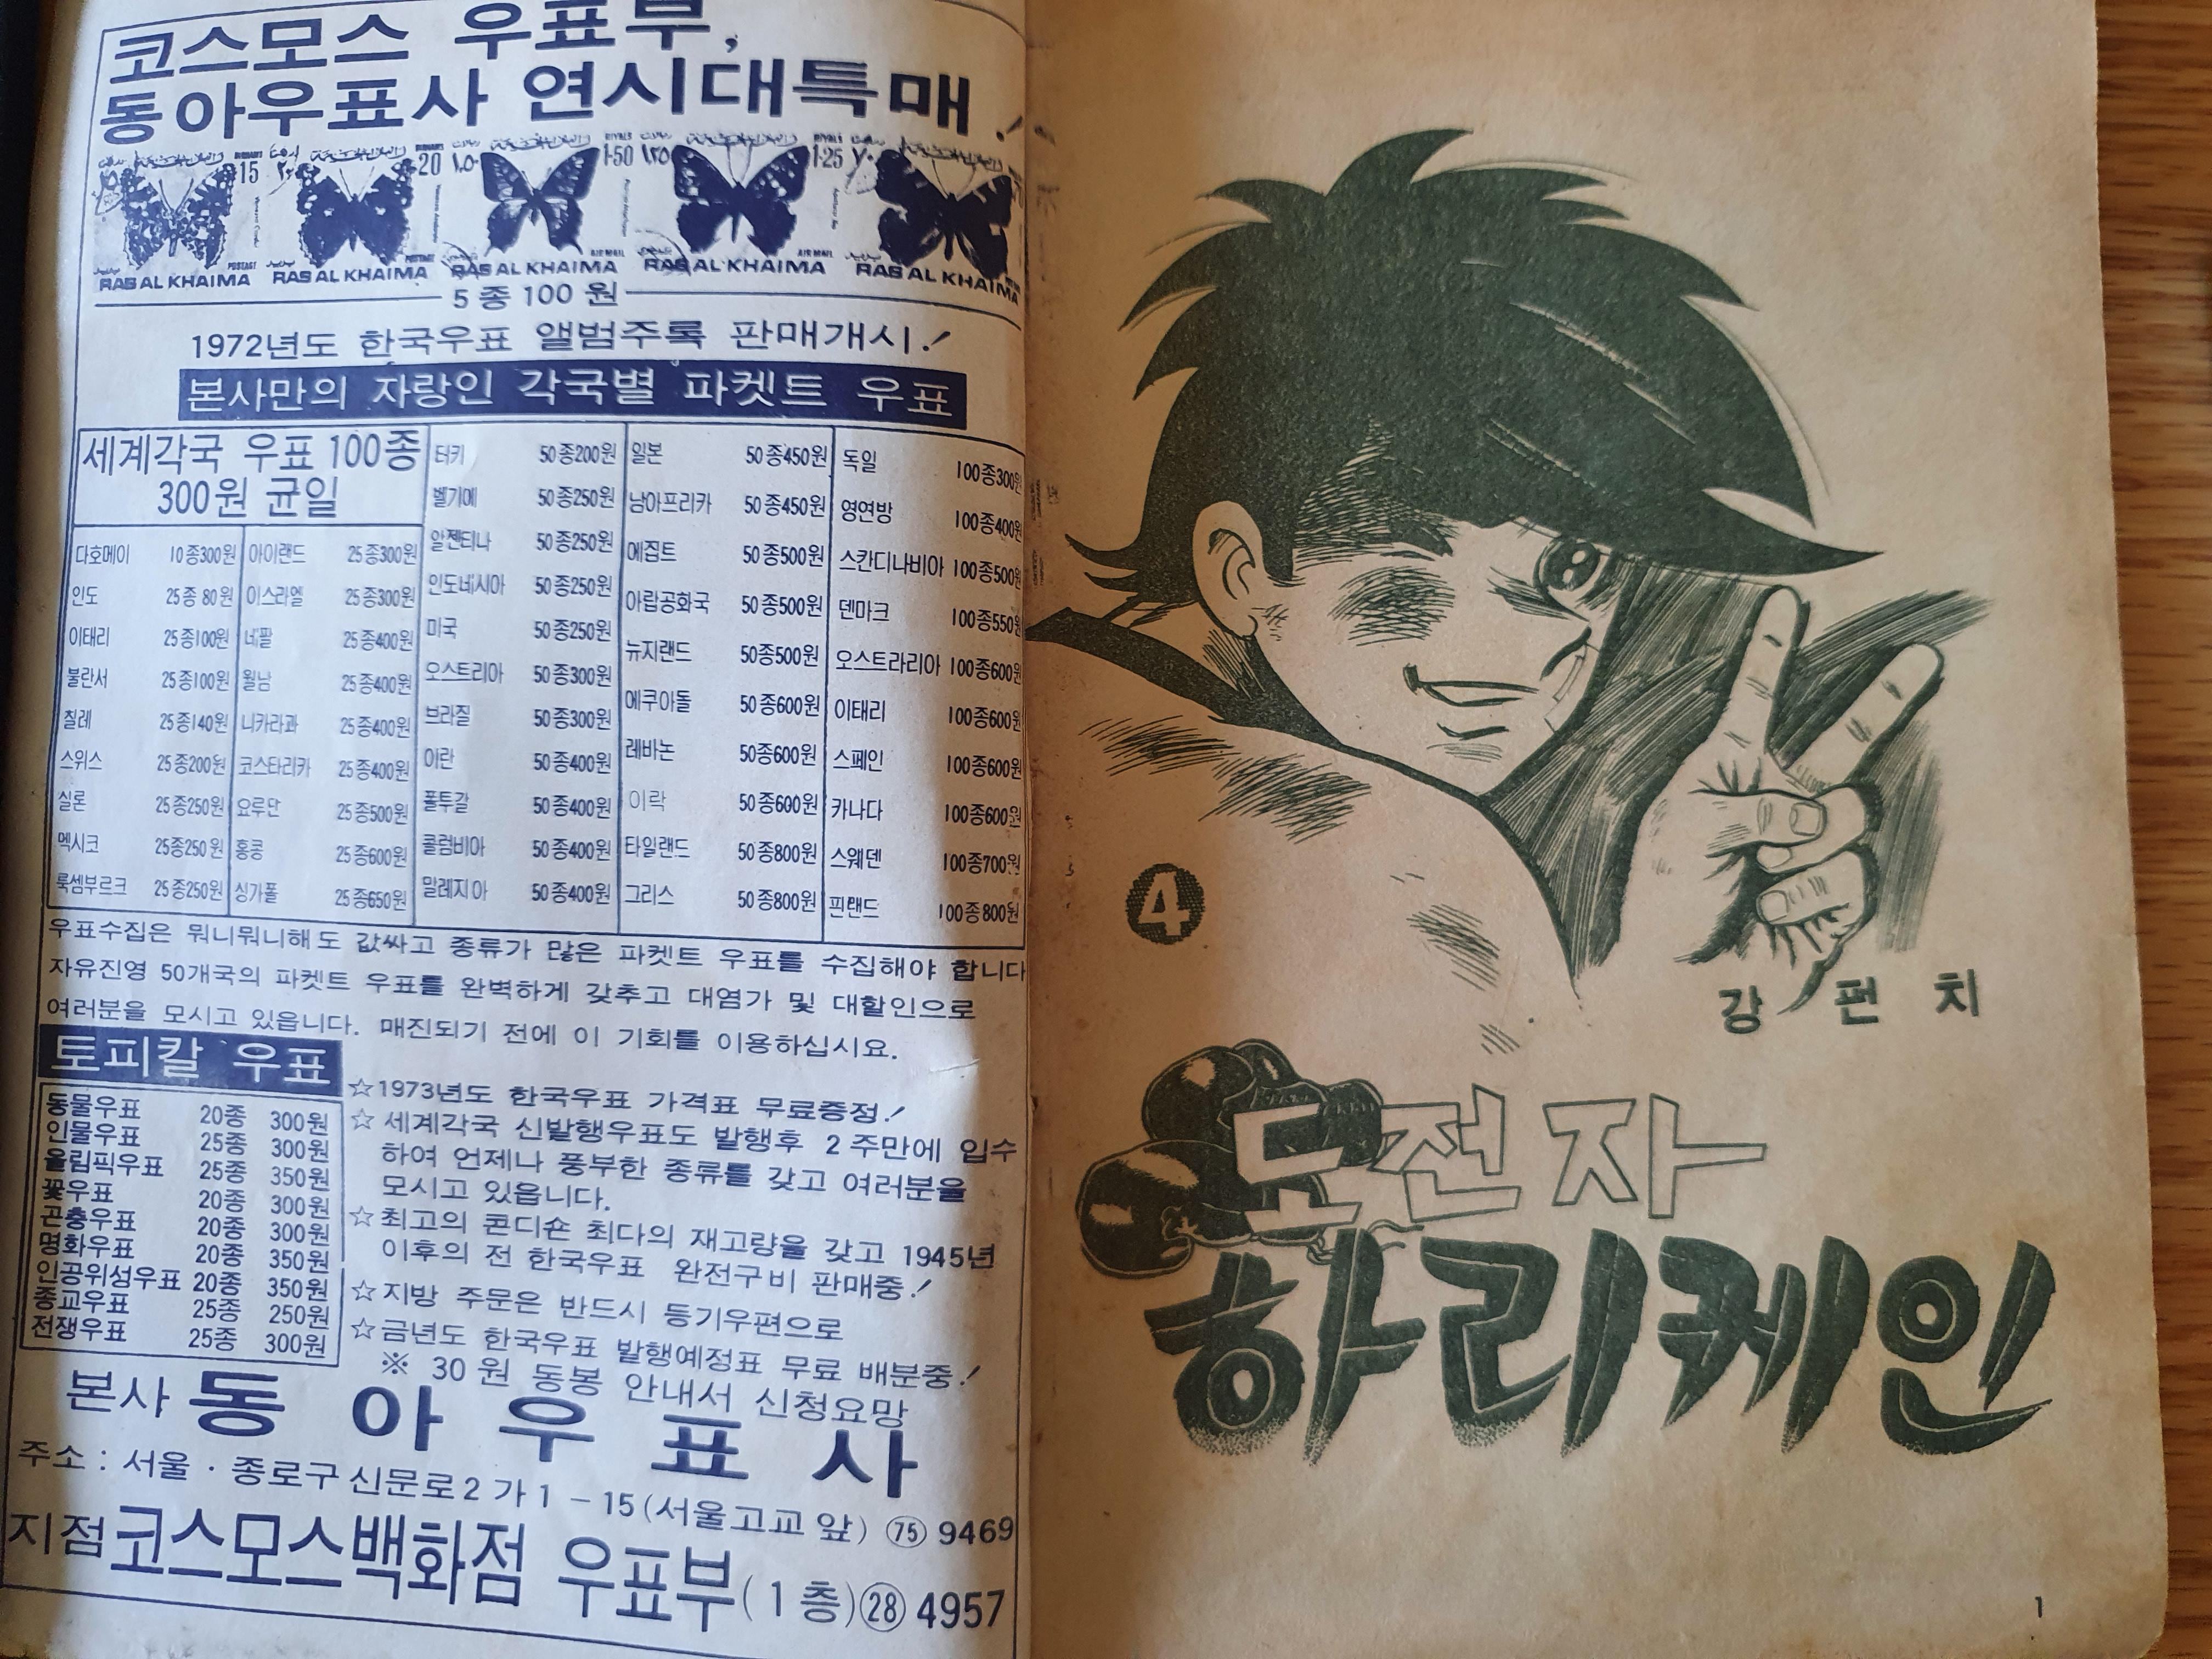 코스모스 우표부,
동아우표사 연시대특매!
15 20 1·50 1·25
RAS AL KHAIMA RAS AL KHAIMA RAS AL KHAIMA RAS AL KHAIMA RAS AL KHAIMA
5종100원
1972년도 한국우표 앨범주록 판매개시!
본사만의 자랑인 각국별 파켓트 우표
세계각국 우표 100종
300원 균일
다호메이 10종300원
인도 25종 80원
이태리 25종100원
불란서 25종100원
칠레 25종140원
스위스 25종200원
실론 25종250원
멕시코 25종250원
룩셈부르크 25종250원
아이랜드 25종300원
이스라엘 25종300원
네팔 25종400원
월남 25종400원
니카라과 25종400원
코스타리카 25종400원
요루단 25종500원
홍콩 25종600원
싱가폴 25종650원
터키 50종200원
벨기에 50종250원
알젠티나 50종250원
인도네시아 50종250원
미국 50종250원
오스트리아 50종300원
브라질 50종300원
이란 50종400원
폴투갈 50종400원
콜럼비아 50종400원
말레지아 50종400원
일본 50종450원
남아프리카 50종450원
에집트 50종500원
아랍공화국 50종500원
뉴지랜드 50종500원
에쿠아돌 50종600원
레바논 50종600원
이락 50종600원
타일랜드 50종800원
그리스 50종800원
독일 100종300원
영연방 100종400원
스칸디나비아 100종500원
덴마크 100종550원
오스트라리아 100종600원
이태리 100종600원
스페인 100종600원
카나다 100종600원
스웨덴 100종700원
핀랜드 100종800원
우표수집은 뭐니뭐니해도 값싸고 종류가 많은 파켓트 우표를 수집해야 합니다
자유진영 50개국의 파켓트 우표를 완벽하게 갖추고 대염가 및 대할인으로
여러분을 모시고 있읍니다. 매진되기 전에 이 기회를 이용하십시요.
토피칼 우표
동물우표 20종 300원
인물우표 25종 300원
올림픽우표 25종 350원
꽃우표 20종 300원
곤충우표 20종 300원
명화우표 20종 350원
인공위성우표 20종 350원
종교우표 25종 250원
전쟁우표 25종 300원
☆1973년도 한국우표 가격표 무료증정!
☆세계각국 신발행우표도 발행후 2주만에 입수
하여 언제나 풍부한 종류를 갖고 여러분을
모시고 있읍니다.
☆최고의 콘디숀 최다의 재고량을 갖고 1945년
이후의 전 한국우표 완전구비 판매중!
☆지방 주문은 반드시 등기우편으로
☆금년도 한국우표 발행예정표 무료 배분중!
※ 30원 동봉 안내서 신청요망
본사 동아우표사
주소 : 서울 · 종로구 신문로2가 1-15 (서울고교 앞) ㉟ 9469
지점 코스모스백화점 우표부 (1층) ㉘ 4957
4
강펀치
도전자
하리케인
1